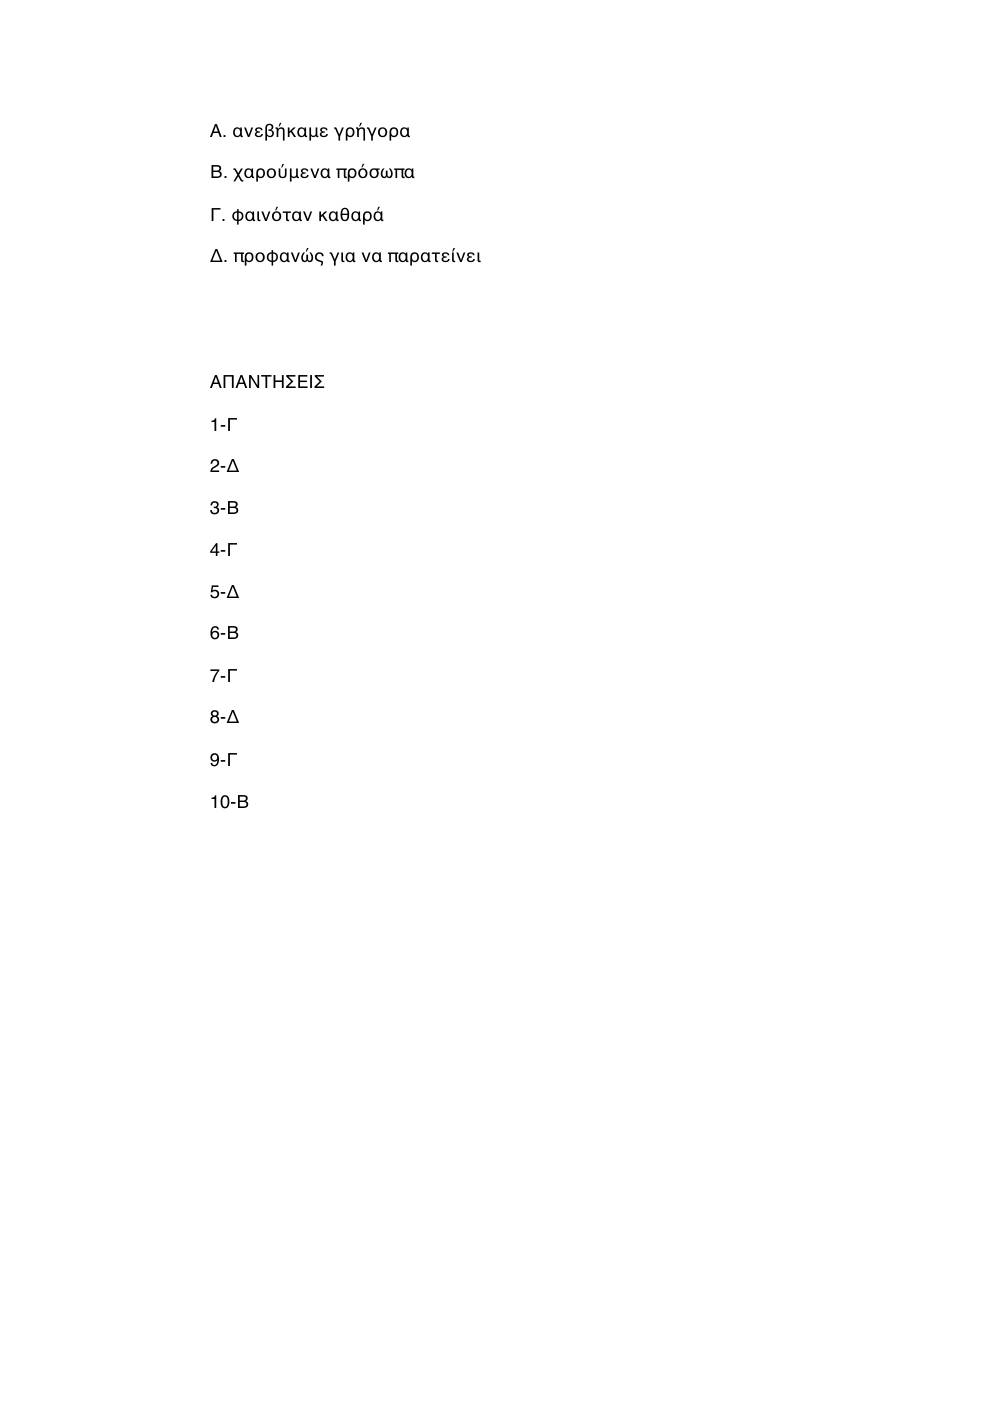 Α. ανεβήκαμε γρήγορα
Β. χαρούμενα πρόσωπα
Γ. φαινόταν καθαρά
Δ. προφανώς για να παρατείνει
ΑΠΑΝΤΗΣΕΙΣ
1-Γ
2-Δ
3-Β
4-Γ
5-Δ
6-Β
7-Γ
8-Δ
9-Γ
10-Β